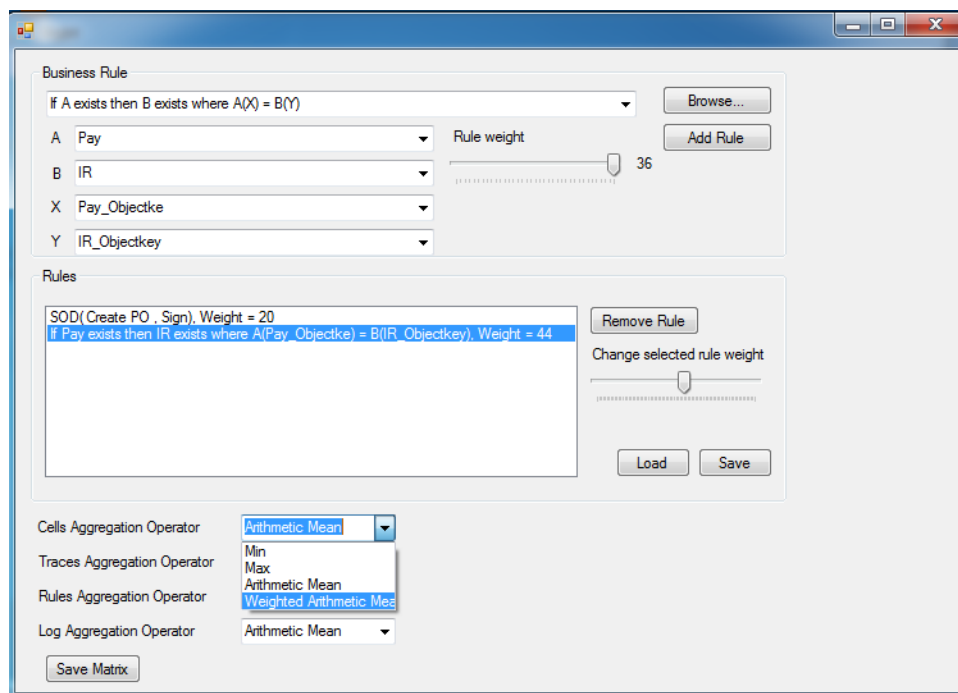 Business Rule
If A exists then B exists where A(X) = B(Y)
Browse...
A Pay
Rule weight
Add Rule
B IR
36
X Pay_Objectke
Y IR_Objectkey
Rules
SOD( Create PO , Sign), Weight = 20
If Pay exists then IR exists where A(Pay_Objectke) = B(IR_Objectkey), Weight = 44
Remove Rule
Change selected rule weight
Load Save
Cells Aggregation Operator Arithmetic Mean
Min
Traces Aggregation Operator Max
Arithmetic Mean
Rules Aggregation Operator Weighted Arithmetic Mea
Log Aggregation Operator Arithmetic Mean
Save Matrix